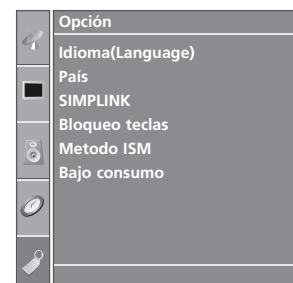 Opción
Idioma(Language)
País
SIMPLINK
Bloqueo teclas
Metodo ISM
Bajo consumo